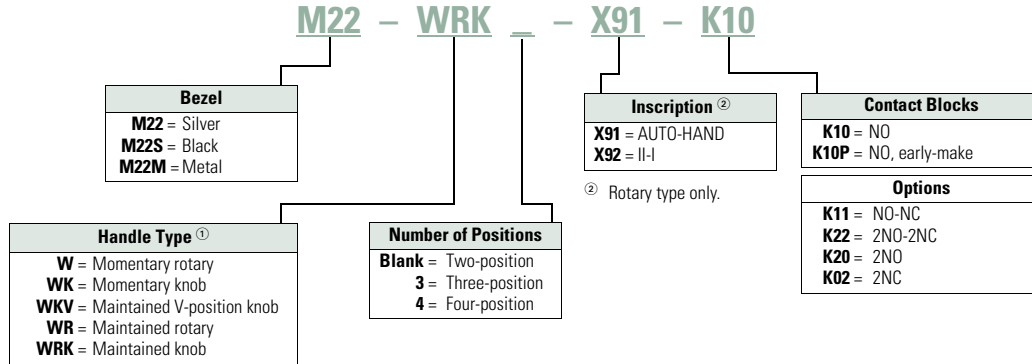 M22 – WRK _ – X91 – K10
Bezel
M22 = Silver
M22S = Black
M22M = Metal
Inscription ②
X91 = AUTO-HAND
X92 = II-I
② Rotary type only.
Contact Blocks
K10 = NO
K10P = NO, early-make
Options
K11 = NO-NC
K22 = 2NO-2NC
K20 = 2NO
K02 = 2NC
Handle Type ①
W = Momentary rotary
WK = Momentary knob
WKV = Maintained V-position knob
WR = Maintained rotary
WRK = Maintained knob
Number of Positions
Blank = Two-position
3 = Three-position
4 = Four-position